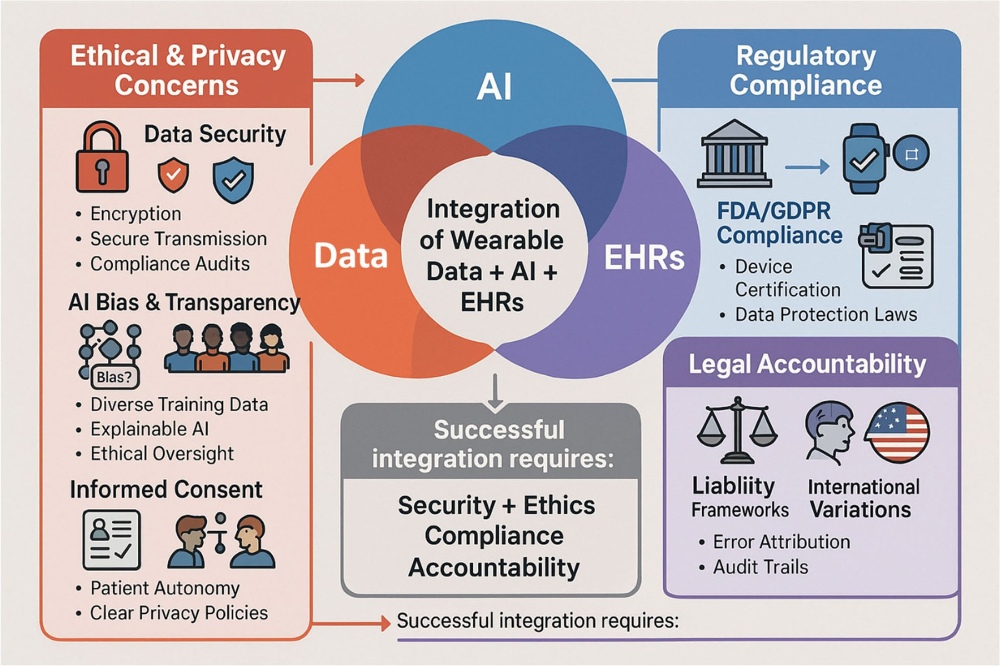 Ethical & Privacy
Concerns
Data Security
• Encryption
• Secure Transmission
• Compliance Audits
AI Bias & Transparency
Blas?
• Diverse Training Data
• Explainable AI
• Ethical Oversight
Informed Consent
• Patient Autonomy
• Clear Privacy Policies
AI
Data
EHRs
Integration
of Wearable
Data + AI +
EHRs
Successful
integration requires:
Security + Ethics
Compliance
Accountability
Successful integration requires:
Regulatory
Compliance
FDA/GDPR
Compliance
• Device
Certification
• Data Protection Laws
Legal Accountability
Liabliity
Frameworks
International
Variations
• Error Attribution
• Audit Trails